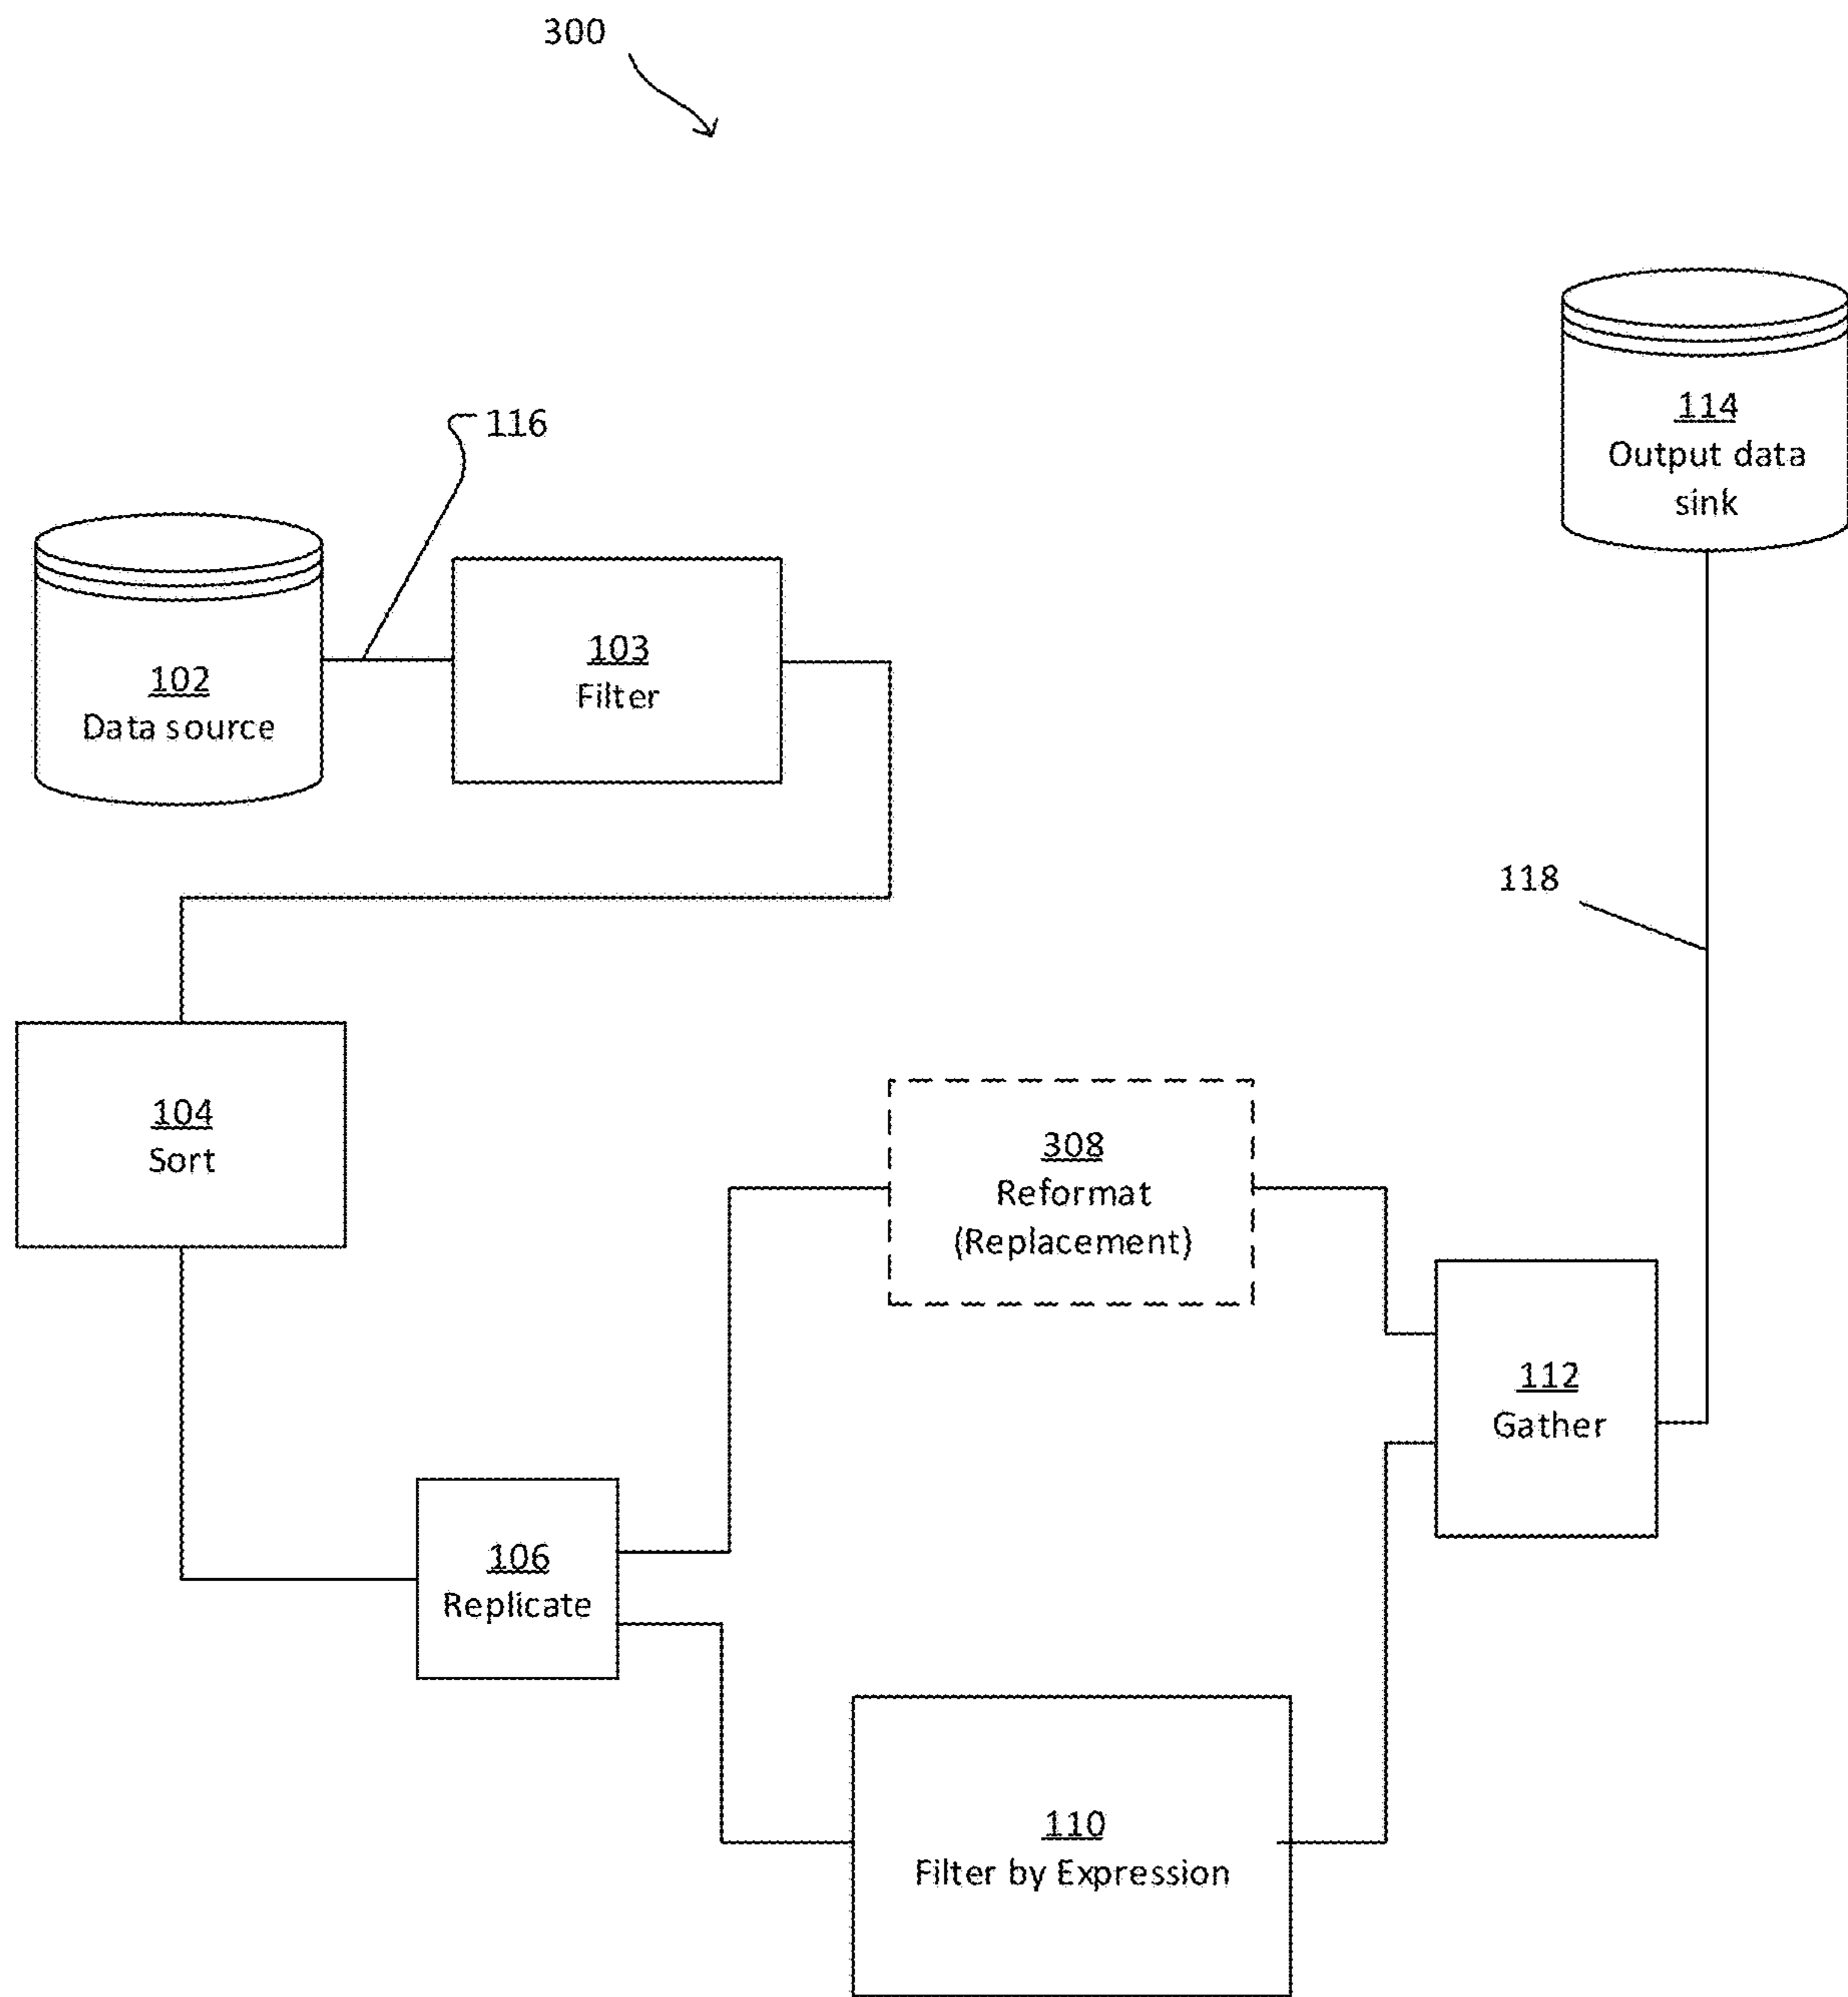 300
116
114
Output data
sink
102
Data source
103
Filter
118
104
Sort
308
Reformat
(Replacement)
112
Gather
106
Replicate
110
Filter by Expression